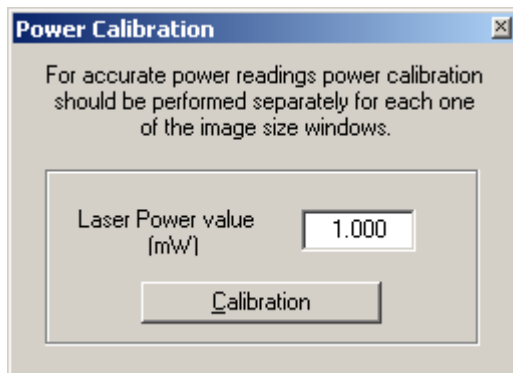 Power Calibration
For accurate power readings power calibration
should be performed separately for each one
of the image size windows.
Laser Power value
(mW)
1.000
Calibration